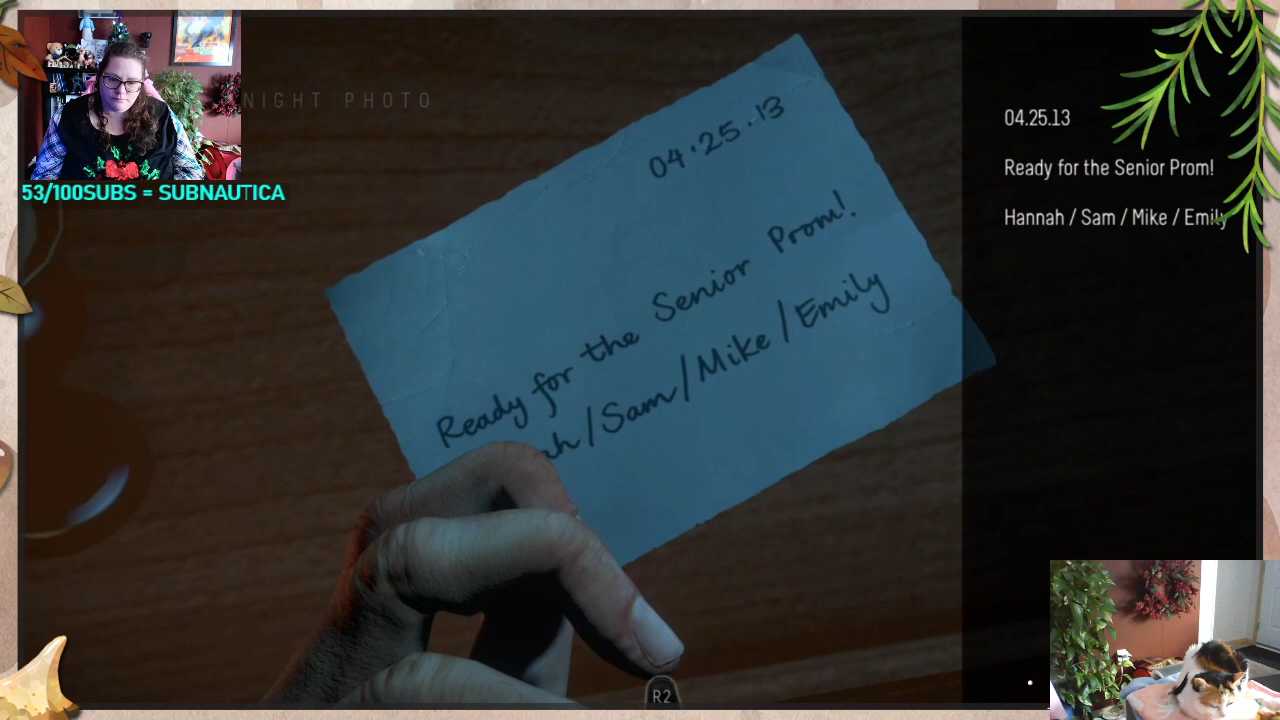 NIGHT PHOTO
53/100SUBS = SUBNAUTICA
04.25.13
Ready for the Senior Prom!
ah/Sam/Mike/Emily
04.25.13
Ready for the Senior Prom!
Hannah / Sam / Mike / Emily
R2